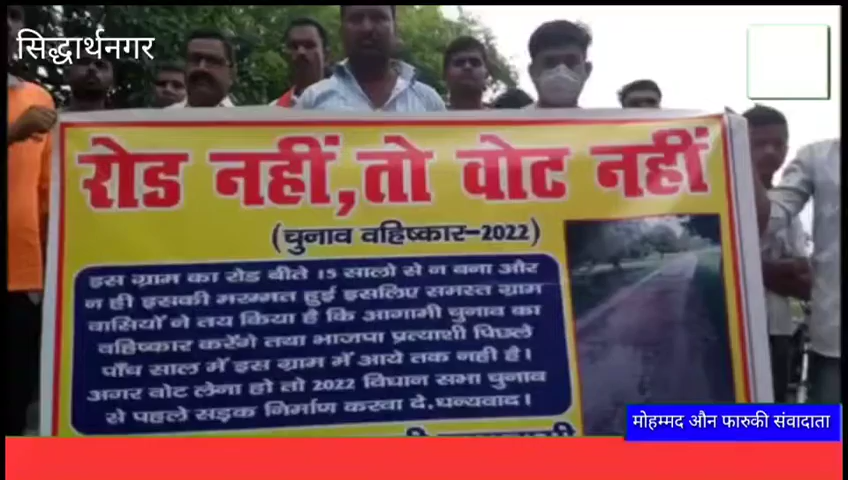 सिद्धार्थनगर
रोड नहीं, तो वोट नहीं
(चुनाव वहिष्कार-2022)
इस ग्राम का रोड बीते 15 सालो से न बना और
न ही इसकी मरम्मत हुई इसलिए समस्त ग्राम
वासियों ने तय किया है कि आगामी चुनाव का
वहिष्कार करेंगे तथा भाजपा प्रत्याशी पिछले
पाँच साल में इस ग्राम में आये तक नही है।
अगर वोट लेना हो तो 2022 विधान सभा चुनाव
से पहले सड़क निर्माण करवा दे.धन्यवाद।
मोहम्मद औन फारुकी संवादाता